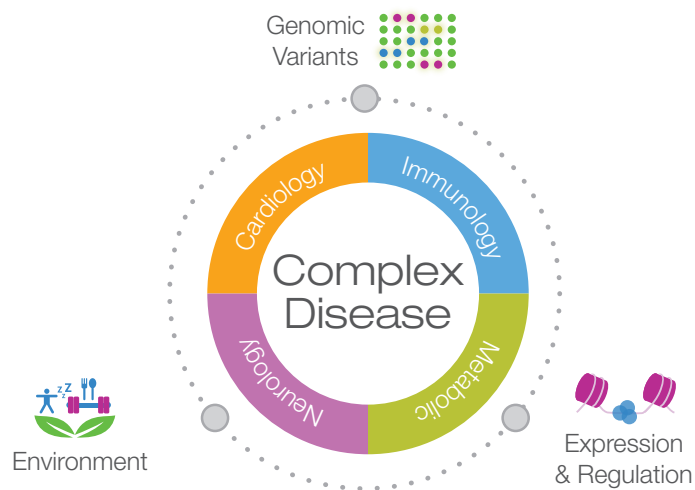 Genomic
Variants
Cardiology
Immunology
Complex
Disease
Neurology
Metabolic
z z Z
z
Environment
Expression
& Regulation